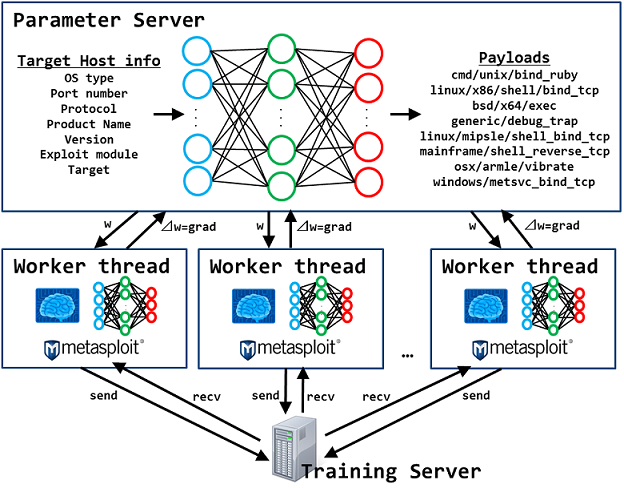 Parameter Server
Target Host info
OS type
Port number
Protocol
Product Name
Version
Exploit module
Target
Payloads
cmd/unix/bind_ruby
linux/x86/shell/bind_tcp
bsd/x64/exec
generic/debug_trap
linux/mipsle/shell_bind_tcp
mainframe/shell_reverse_tcp
osx/armle/vibrate
windows/metsvc_bind_tcp
w
⊿w=grad
w
⊿w=grad
w
⊿w=grad
Worker thread
metasploit®
Worker thread
metasploit®
...
Worker thread
metasploit®
send
recv
send
recv
recv
send
Training Server